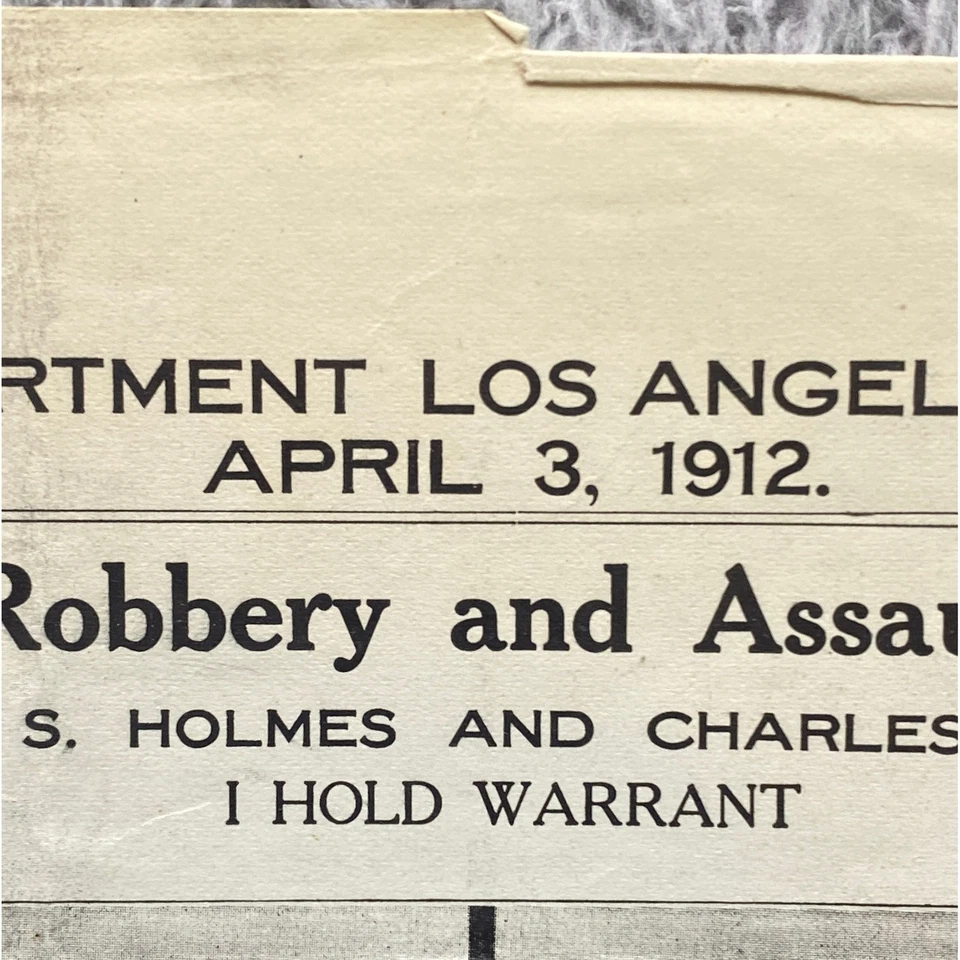 RTMENT LOS ANGEL
APRIL 3, 1912.
Robbery and Assau
S. HOLMES AND CHARLES
I HOLD WARRANT